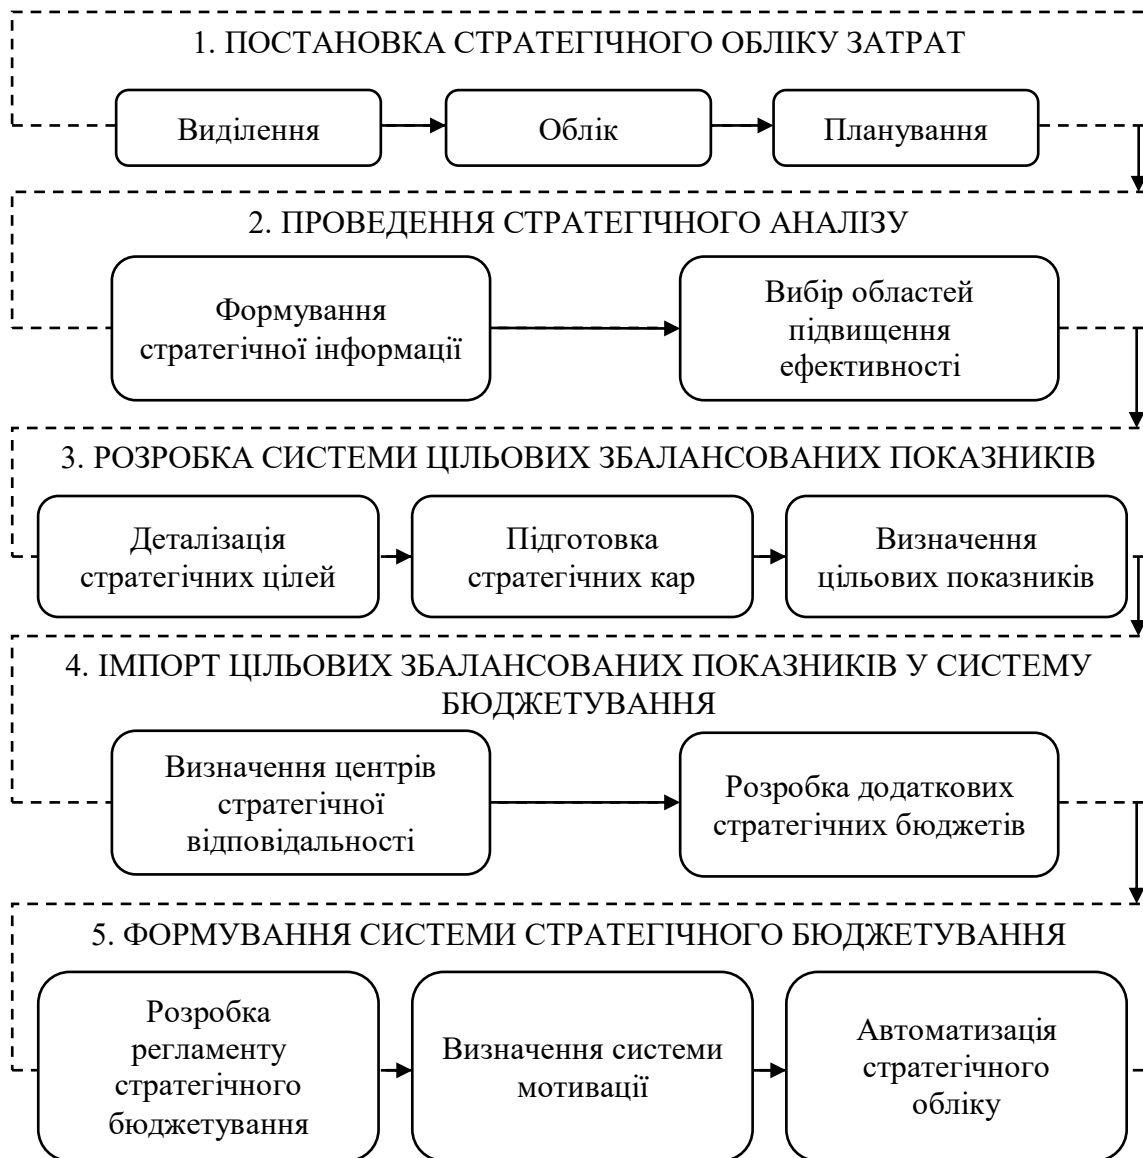 1. ПОСТАНОВКА СТРАТЕГІЧНОГО ОБЛІКУ ЗАТРАТ
Виділення
Облік
Планування
2. ПРОВЕДЕННЯ СТРАТЕГІЧНОГО АНАЛІЗУ
Формування
стратегічної інформації
Вибір областей
підвищення
ефективності
3. РОЗРОБКА СИСТЕМИ ЦІЛЬОВИХ ЗБАЛАНСОВАНИХ ПОКАЗНИКІВ
Деталізація
стратегічних цілей
Підготовка
стратегічних кар
Визначення
цільових показників
4. ІМПОРТ ЦІЛЬОВИХ ЗБАЛАНСОВАНИХ ПОКАЗНИКІВ У СИСТЕМУ
БЮДЖЕТУВАННЯ
Визначення центрів
стратегічної
відповідальності
Розробка додаткових
стратегічних бюджетів
5. ФОРМУВАННЯ СИСТЕМИ СТРАТЕГІЧНОГО БЮДЖЕТУВАННЯ
Розробка
регламенту
стратегічного
бюджетування
Визначення системи
мотивації
Автоматизація
стратегічного
обліку